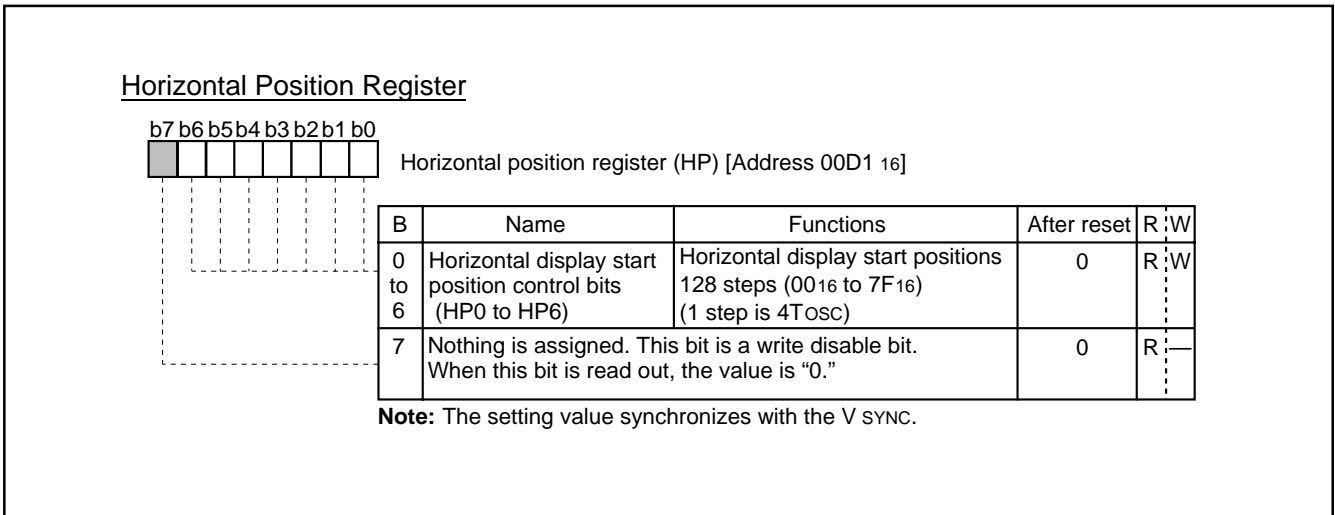 Horizontal Position Register
b7 b6 b5 b4 b3 b2 b1 b0
Horizontal position register (HP) [Address 00D1 16]
B Name Functions After reset R W
0 to 6 Horizontal display start position control bits (HP0 to HP6) Horizontal display start positions 128 steps (0016 to 7F16) (1 step is 4TOSC) 0 R W
7 Nothing is assigned. This bit is a write disable bit. When this bit is read out, the value is “0.” 0 R —
Note: The setting value synchronizes with the V SYNC.